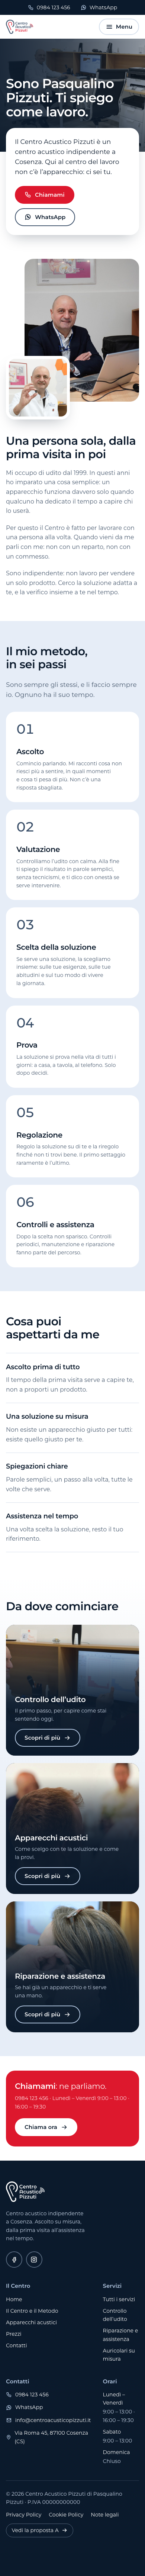 0984 123 456 WhatsApp
Centro
Acustico
Pizzuti
Menu
Sono Pasqualino
Pizzuti. Ti spiego
come lavoro.
Il Centro Acustico Pizzuti è un
centro acustico indipendente a
Cosenza. Qui al centro del lavoro
non c'è l'apparecchio: ci sei tu.
Chiamami
WhatsApp
Una persona sola, dalla
prima visita in poi
Mi occupo di udito dal 1999. In questi anni
ho imparato una cosa semplice: un
apparecchio funziona davvero solo quando
qualcuno ha dedicato il tempo a capire chi
lo userà.
Per questo il Centro è fatto per lavorare con
una persona alla volta. Quando vieni da me
parli con me: non con un reparto, non con
un commesso.
Sono indipendente: non lavoro per vendere
un solo prodotto. Cerco la soluzione adatta a
te, e la verifico insieme a te nel tempo.
Il mio metodo,
in sei passi
Sono sempre gli stessi, e li faccio sempre
io. Ognuno ha il suo tempo.
01
Ascolto
Comincio parlando. Mi racconti cosa non
riesci più a sentire, in quali momenti
e cosa ti pesa di più. Non c'è una
risposta sbagliata.
02
Valutazione
Controlliamo l'udito con calma. Alla fine
ti spiego il risultato in parole semplici,
senza tecnicismi, e ti dico con onestà se
serve intervenire.
03
Scelta della soluzione
Se serve una soluzione, la scegliamo
insieme: sulle tue esigenze, sulle tue
abitudini e sul tuo modo di vivere
la giornata.
04
Prova
La soluzione si prova nella vita di tutti i
giorni: a casa, a tavola, al telefono. Solo
dopo decidi.
05
Regolazione
Regolo la soluzione su di te e la rivedo
finché non ti trovi bene. Il primo settaggio
raramente è l'ultimo.
06
Controlli e assistenza
Dopo la scelta non sparisco. Controlli
periodici, manutenzione e riparazione
fanno parte del percorso.
Cosa puoi
aspettarti da me
Ascolto prima di tutto
Il tempo della prima visita serve a capire te,
non a proporti un prodotto.
Una soluzione su misura
Non esiste un apparecchio giusto per tutti:
esiste quello giusto per te.
Spiegazioni chiare
Parole semplici, un passo alla volta, tutte le
volte che serve.
Assistenza nel tempo
Una volta scelta la soluzione, resto il tuo
riferimento.
Da dove cominciare
Controllo dell'udito
Il primo passo, per capire come stai
sentendo oggi.
Scopri di più
Apparecchi acustici
Come scelgo con te la soluzione e come
la provi.
Scopri di più
Riparazione e assistenza
Se hai già un apparecchio e ti serve
una mano.
Scopri di più
Chiamami: ne parliamo.
0984 123 456 · Lunedì – Venerdì 9:00 – 13:00 ·
16:00 – 19:30
Chiama ora
Centro
Acustico
Pizzuti
Centro acustico indipendente
a Cosenza. Ascolto su misura,
dalla prima visita all'assistenza
nel tempo.
Il Centro
Home
Il Centro e il Metodo
Apparecchi acustici
Prezzi
Contatti
Servizi
Tutti i servizi
Controllo
dell'udito
Riparazione e
assistenza
Auricolari su
misura
Contatti
0984 123 456
WhatsApp
info@centroacusticopizzuti.it
Via Roma 45, 87100 Cosenza
(CS)
Orari
Lunedì –
Venerdì
9:00 – 13:00
16:00 – 19:30
Sabato
9:00 – 13:00
Domenica
Chiuso
© 2026 Centro Acustico Pizzuti di Pasqualino
Pizzuti · P.IVA 00000000000
Privacy Policy Cookie Policy Note legali
Vedi la proposta A